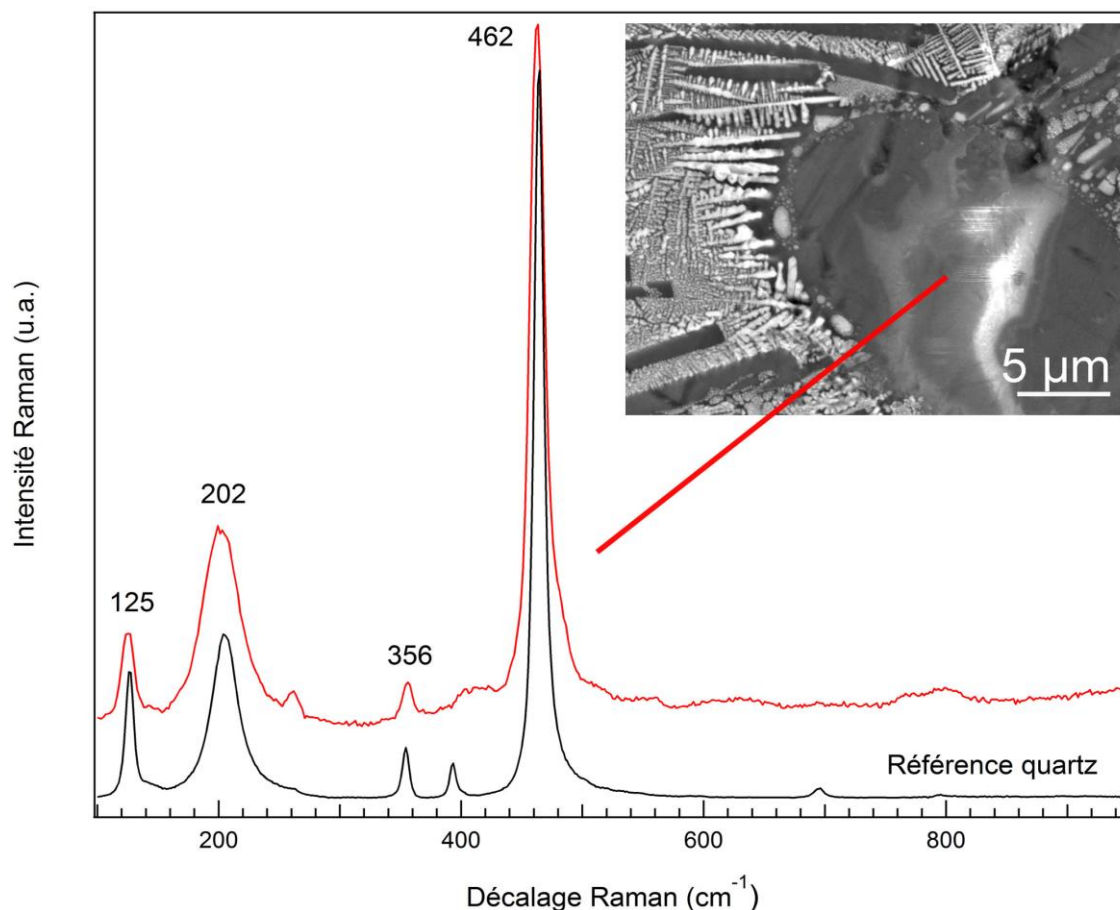 462
5 µm
202
125
356
Référence quartz
200
400
600
800
Intensité Raman (u.a.)
Décalage Raman (cm⁻¹)